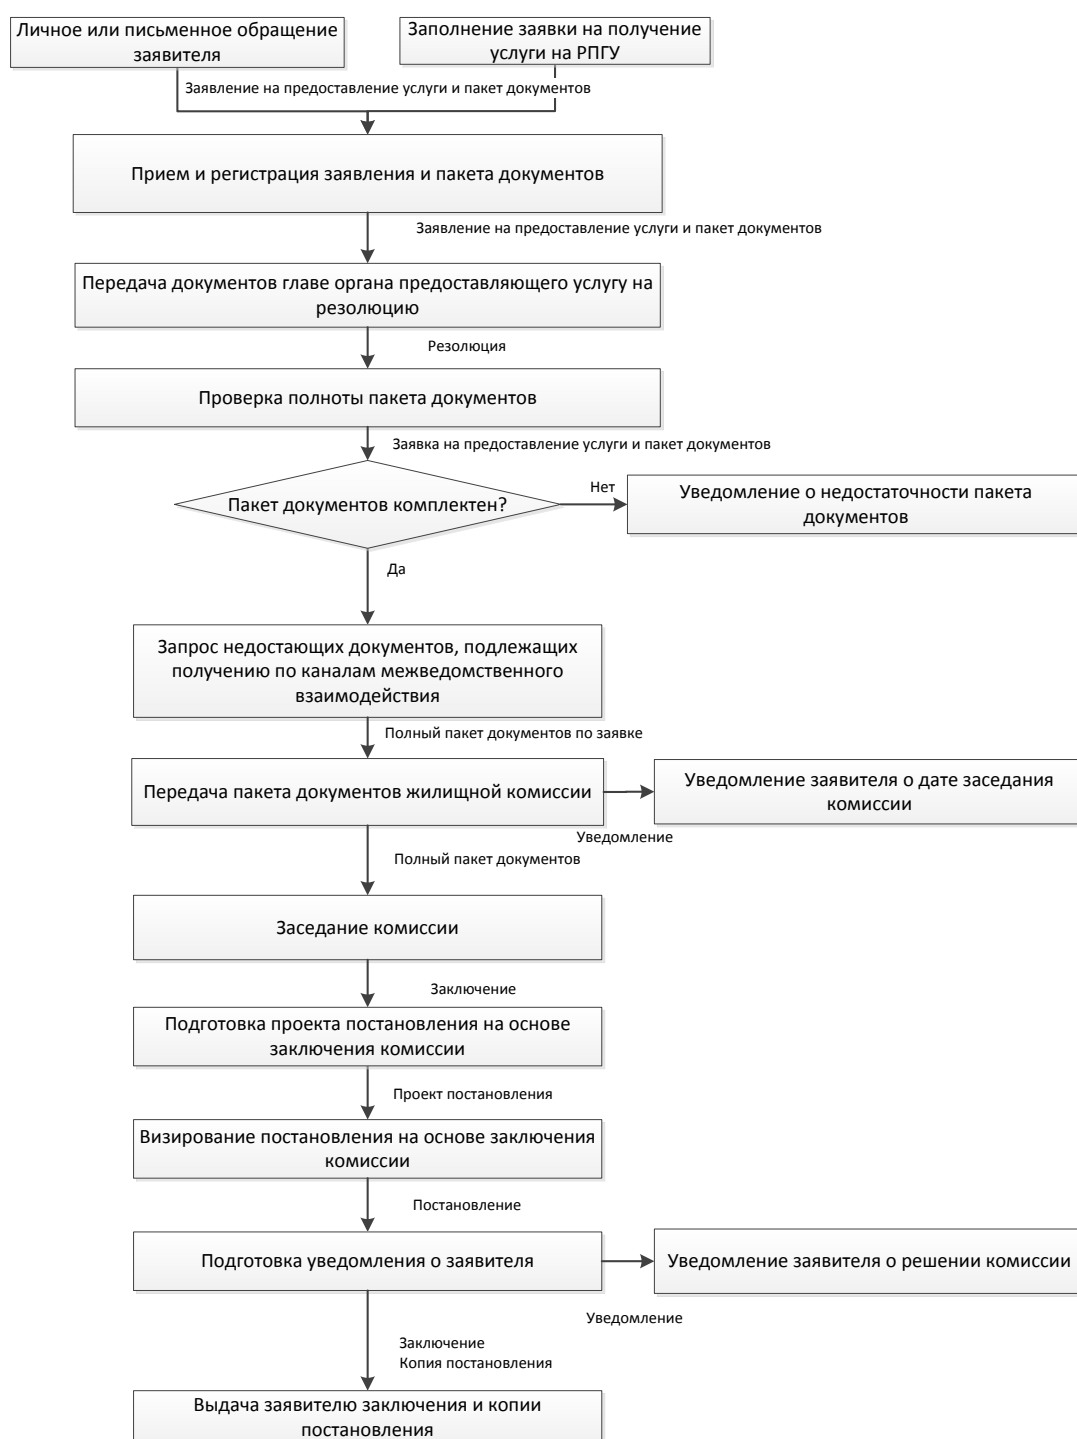 Личное или письменное обращение
заявителя
Заполнение заявки на получение
услуги на РПГУ
Заявление на предоставление услуги и пакет документов
Прием и регистрация заявления и пакета документов
Заявление на предоставление услуги и пакет документов
Передача документов главе органа предоставляющего услугу на
резолюцию
Резолюция
Проверка полноты пакета документов
Заявка на предоставление услуги и пакет документов
Пакет документов комплектен?
Нет
Уведомление о недостаточности пакета
документов
Да
Запрос недостающих документов, подлежащих
получению по каналам межведомственного
взаимодействия
Полный пакет документов по заявке
Передача пакета документов жилищной комиссии
Уведомление заявителя о дате заседания
комиссии
Уведомление
Полный пакет документов
Заседание комиссии
Заключение
Подготовка проекта постановления на основе
заключения комиссии
Проект постановления
Визирование постановления на основе заключения
комиссии
Постановление
Подготовка уведомления о заявителя
Уведомление заявителя о решении комиссии
Уведомление
Заключение
Копия постановления
Выдача заявителю заключения и копии
постановления